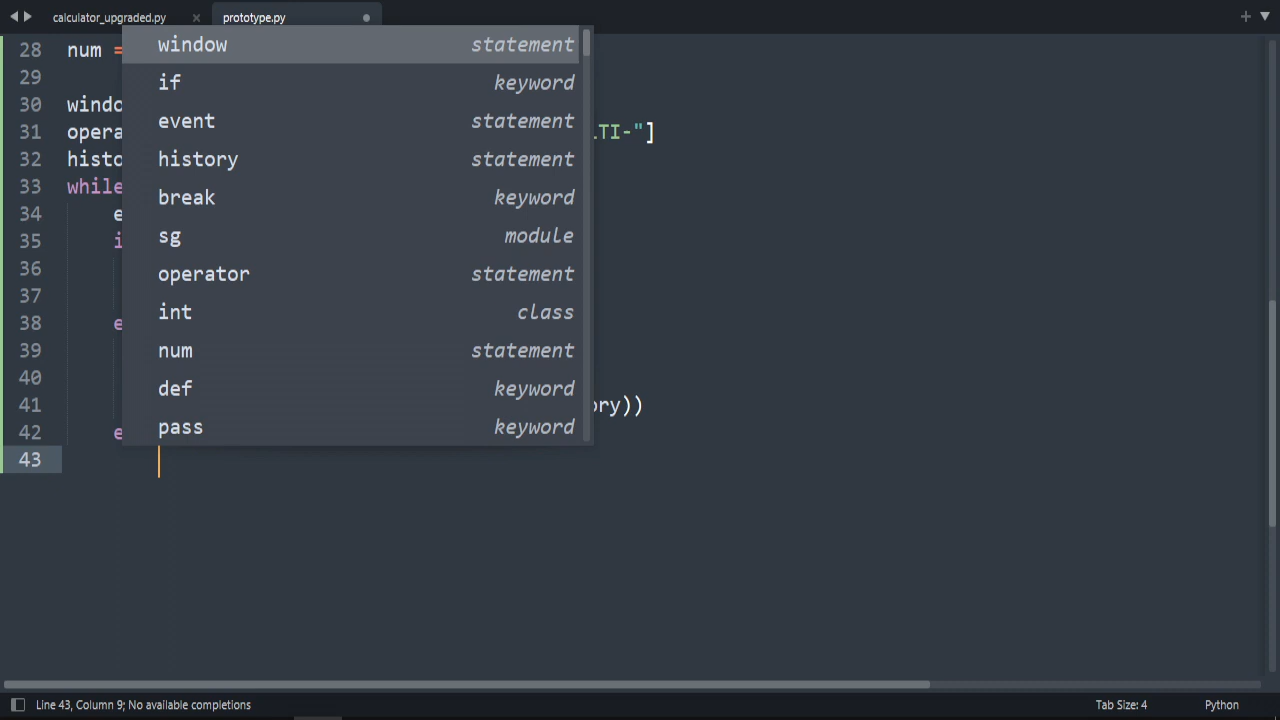 calculator_upgraded.py × prototype.py
28 num =
29
30 windo
31 opera LTI-"]
32 histo
33 while
34 e
35 i
36
37
38 e
39
40
41 ory))
42 e
43
window statement
if keyword
event statement
history statement
break keyword
sg module
operator statement
int class
num statement
def keyword
pass keyword
Line 43, Column 9; No available completions Tab Size: 4 Python